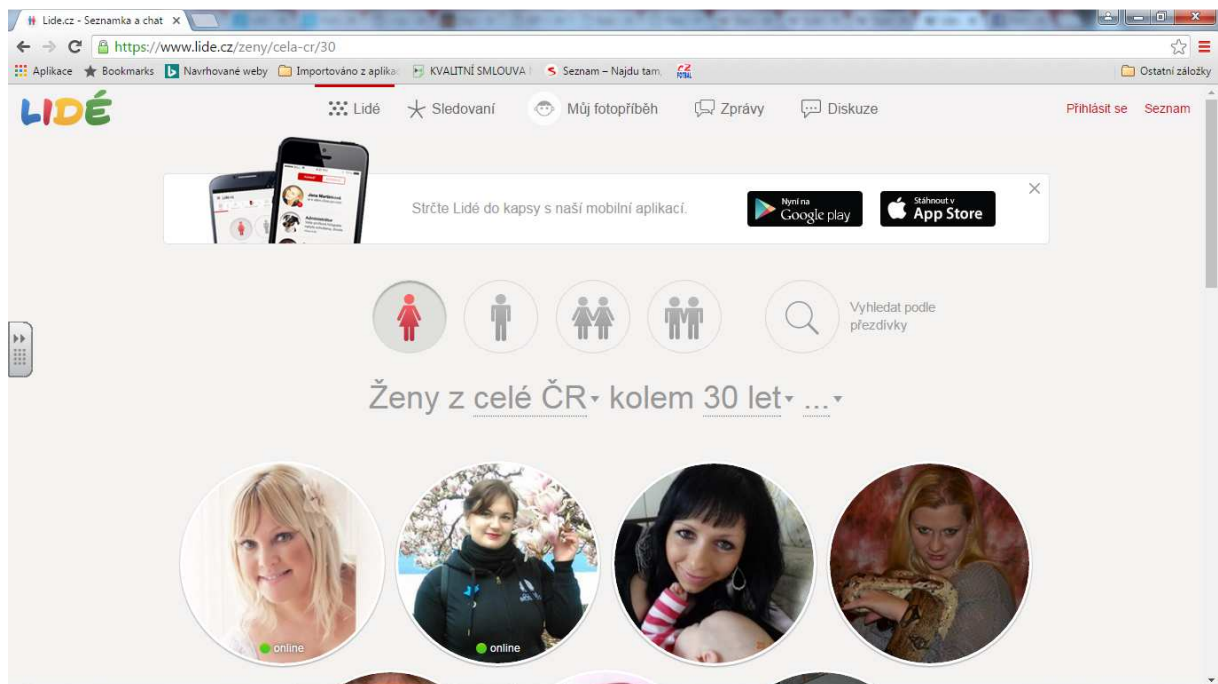 Lide.cz - Seznamka a chat
https://www.lide.cz/zeny/cela-cr/30
Aplikace Bookmarks Navrhované weby Importováno z aplika KVALITNÍ SMLOUVA Seznam – Najdu tam, Ostatní záložky
LIDÉ Lidé Sledovaní Můj fotopříběh Zprávy Diskuze Přihlásit se Seznam
Strčte Lidé do kapsy s naší mobilní aplikací.
Nyní na
Google play
Stáhnout v
App Store
Vyhledat podle
přezdívky
Ženy z celé ČR kolem 30 let ...
online
online